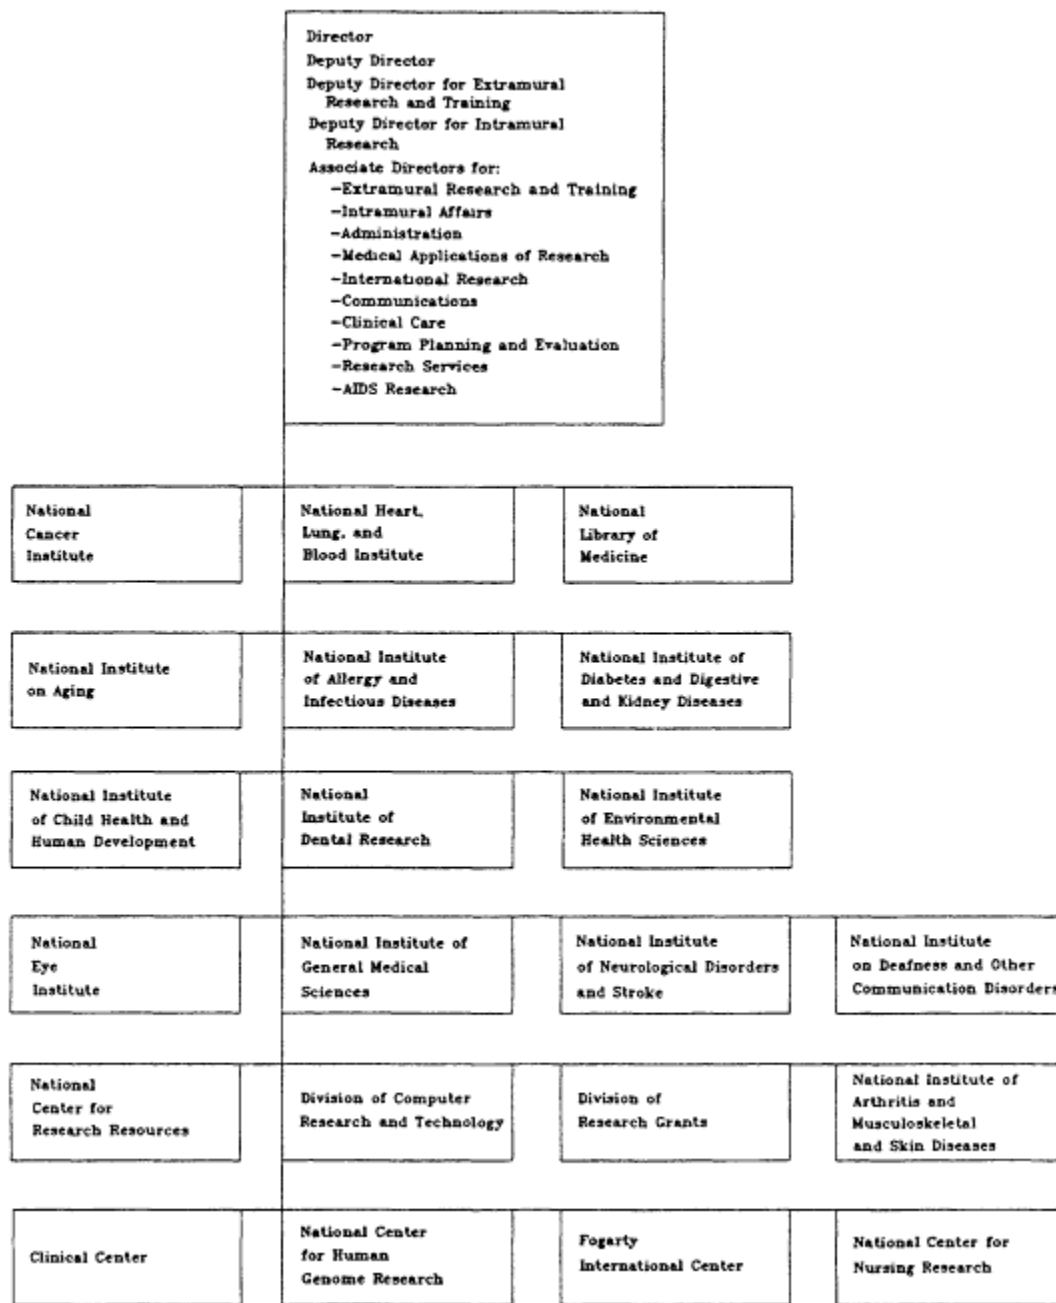 Director
Deputy Director
Deputy Director for Extramural
Research and Training
Deputy Director for Intramural
Research
Associate Directors for:
-Extramural Research and Training
-Intramural Affairs
-Administration
-Medical Applications of Research
-International Research
-Communications
-Clinical Care
-Program Planning and Evaluation
-Research Services
-AIDS Research
National
Cancer
Institute
National Heart,
Lung, and
Blood Institute
National
Library of
Medicine
National Institute
on Aging
National Institute
of Allergy and
Infectious Diseases
National Institute of
Diabetes and Digestive
and Kidney Diseases
National Institute
of Child Health and
Human Development
National
Institute of
Dental Research
National Institute
of Environmental
Health Sciences
National
Eye
Institute
National Institute of
General Medical
Sciences
National Institute
of Neurological Disorders
and Stroke
National Institute
on Deafness and Other
Communication Disorders
National
Center for
Research Resources
Division of Computer
Research and Technology
Division of
Research Grants
National Institute of
Arthritis and
Musculoskeletal
and Skin Diseases
Clinical Center
National Center
for Human
Genome Research
Fogarty
International Center
National Center for
Nursing Research